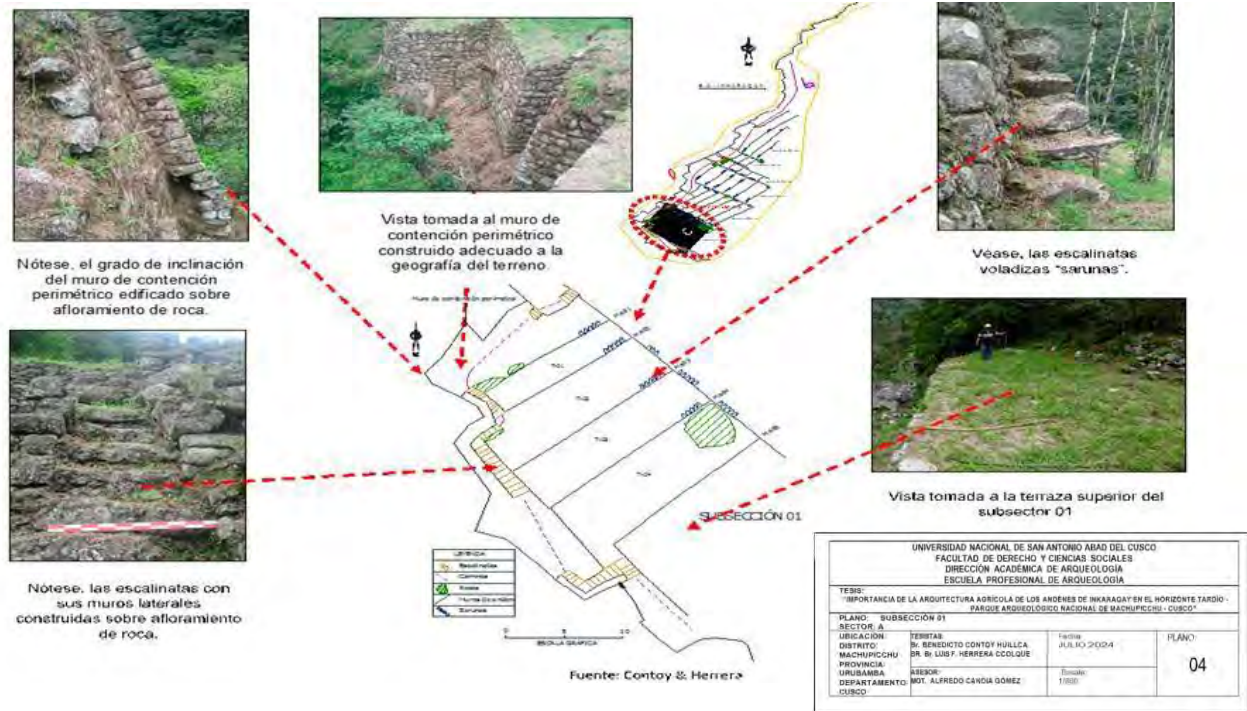 Nótese, el grado de inclinación
del muro de contención
perimétrico edificado sobre
afloramiento de roca.
Vista tomada al muro de
contención perimétrico
construido adecuado a la
geografía del terreno.
Véase, las escalinatas
voladizas "sarunas".
Nótese, las escalinatas con
sus muros laterales
construidas sobre afloramiento
de roca.
Vista tomada a la terraza superior del
subsector 01
SUBSECCIÓN 01
LEYENDA
Escalinatas
Caminos
Rocas
Sarunas
0 5 10
ESCALA GRÁFICA
Fuente: Contoy & Herrera
UNIVERSIDAD NACIONAL DE SAN ANTONIO ABAD DEL CUSCO
FACULTAD DE DERECHO Y CIENCIAS SOCIALES
DIRECCIÓN ACADÉMICA DE ARQUEOLOGÍA
ESCUELA PROFESIONAL DE ARQUEOLOGÍA
TESIS:
"IMPORTANCIA DE LA ARQUITECTURA AGRÍCOLA DE LOS ANDENES DE INKARAQAY EN EL HORIZONTE TARDÍO -
PARQUE ARQUEOLÓGICO NACIONAL DE MACHUPICCHU - CUSCO"
PLANO: SUBSECCIÓN 01
SECTOR: A
UBICACIÓN
DISTRITO:
MACHUPICCHU
PROVINCIA:
URUBAMBA
DEPARTAMENTO
CUSCO
TESISTAS:
Br. BENEDICTO CONTOY HUILLCA
BR. Br. LUIS F. HERRERA CCOLQUE
ASESOR:
MGT. ALFREDO CANDIA GÓMEZ
Fecha
JULIO 2024
PLANO:
04